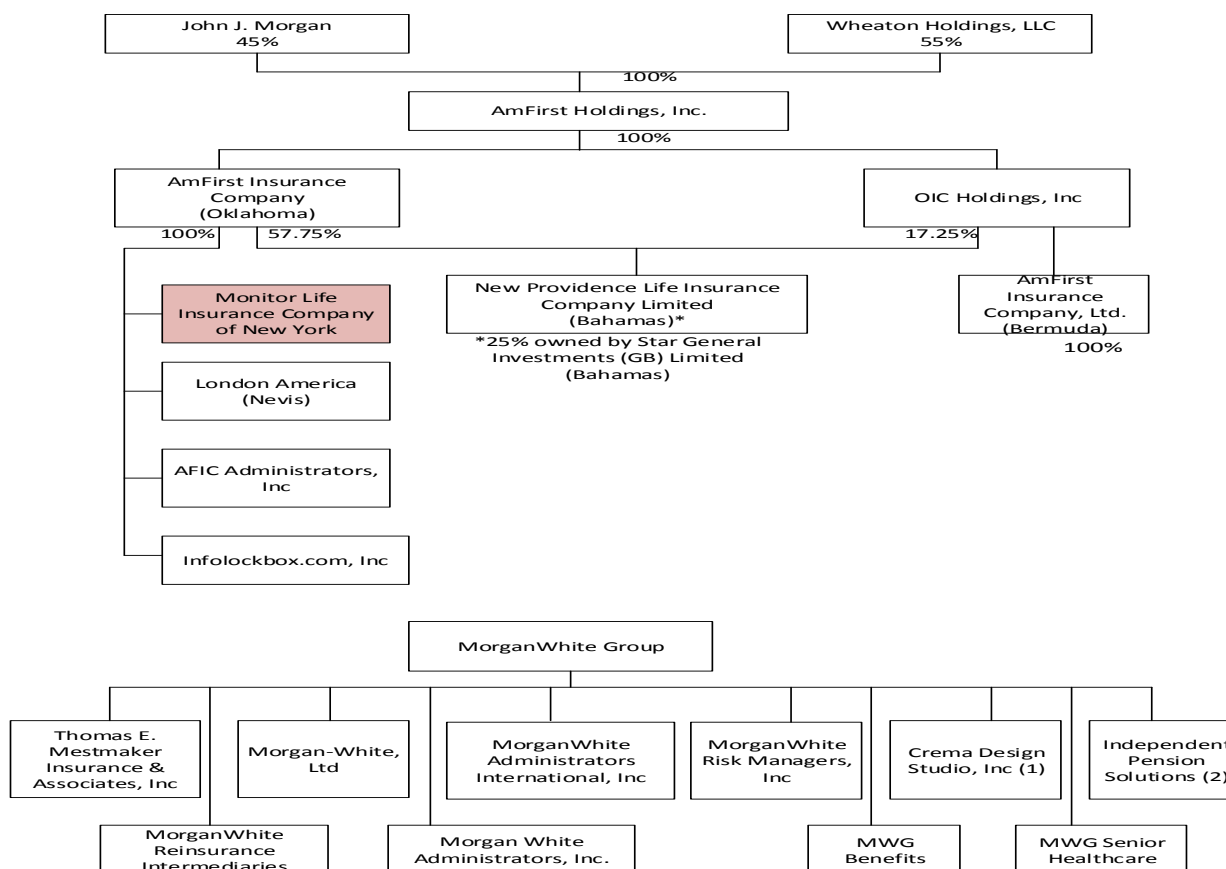 John J. Morgan
45%
Wheaton Holdings, LLC
55%
100%
AmFirst Holdings, Inc.
100%
AmFirst Insurance
Company
(Oklahoma)
OIC Holdings, Inc
100%
57.75%
17.25%
Monitor Life
Insurance Company
of New York
New Providence Life Insurance
Company Limited
(Bahamas)*
*25% owned by Star General
Investments (GB) Limited
(Bahamas)
AmFirst
Insurance
Company, Ltd.
(Bermuda)
100%
London America
(Nevis)
AFIC Administrators,
Inc
Infolockbox.com, Inc
MorganWhite Group
Thomas E.
Mestmaker
Insurance &
Associates, Inc
Morgan-White,
Ltd
MorganWhite
Administrators
International, Inc
MorganWhite
Risk Managers,
Inc
Crema Design
Studio, Inc (1)
Independent
Pension
Solutions (2)
MorganWhite
Reinsurance
Intermediaries
Morgan White
Administrators, Inc.
MWG
Benefits
MWG Senior
Healthcare